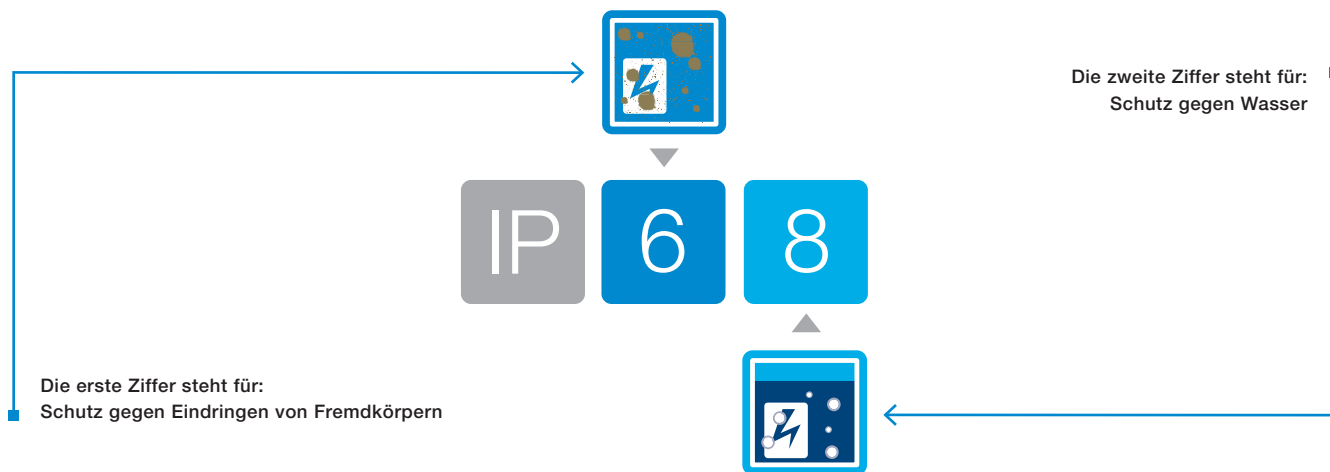 Die zweite Ziffer steht für:
Schutz gegen Wasser
IP 6 8
Die erste Ziffer steht für:
Schutz gegen Eindringen von Fremdkörpern